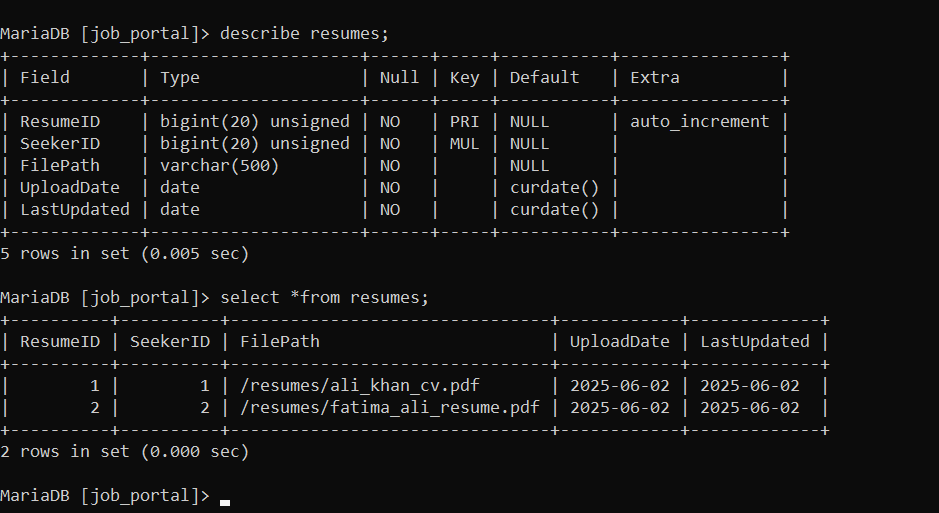 MariaDB [job_portal]> describe resumes;
+-------------+---------------------+------+-----+-----------+----------------+
| Field       | Type                | Null | Key | Default   | Extra          |
+-------------+---------------------+------+-----+-----------+----------------+
| ResumeID    | bigint(20) unsigned | NO   | PRI | NULL      | auto_increment |
| SeekerID    | bigint(20) unsigned | NO   | MUL | NULL      |                |
| FilePath    | varchar(500)        | NO   |     | NULL      |                |
| UploadDate  | date                | NO   |     | curdate() |                |
| LastUpdated | date                | NO   |     | curdate() |                |
+-------------+---------------------+------+-----+-----------+----------------+
5 rows in set (0.005 sec)
MariaDB [job_portal]> select *from resumes;
+----------+----------+--------------------------------+------------+-------------+
| ResumeID | SeekerID | FilePath                       | UploadDate | LastUpdated |
+----------+----------+--------------------------------+------------+-------------+
|        1 |        1 | /resumes/ali_khan_cv.pdf       | 2025-06-02 | 2025-06-02  |
|        2 |        2 | /resumes/fatima_ali_resume.pdf | 2025-06-02 | 2025-06-02  |
+----------+----------+--------------------------------+------------+-------------+
2 rows in set (0.000 sec)
MariaDB [job_portal]>